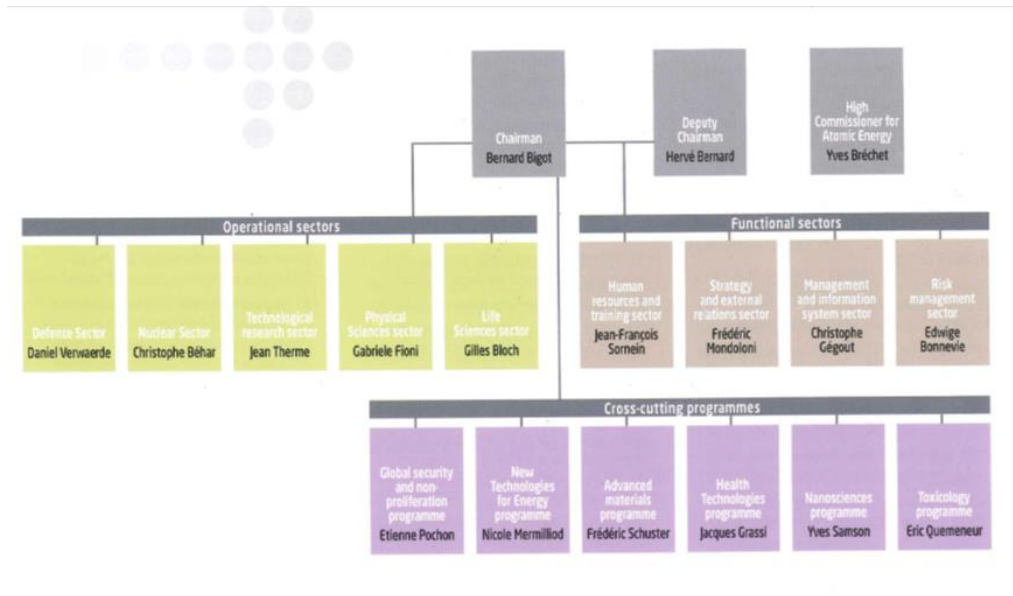 Chairman
Bernard Bigot
Deputy
Chairman
Hervé Bernard
High
Commissioner for
Atomic Energy
Yves Bréchet
Operational sectors
Defence Sector
Daniel Verwaerde
Nuclear Sector
Christophe Béhar
Technological
research sector
Jean Therme
Physical
Sciences sector
Gabriele Fioni
Life
Sciences sector
Gilles Bloch
Functional sectors
Human
resources and
training sector
Jean-François
Sornein
Strategy
and external
relations sector
Frédéric
Mondoloni
Management
and information
system sector
Christophe
Gégout
Risk
management
sector
Edwige
Bonnevie
Cross-cutting programmes
Global security
and non-
proliferation
programme
Etienne Pochon
New
Technologies
for Energy
programme
Nicole Mermilliod
Advanced
materials
programme
Frédéric Schuster
Health
Technologies
programme
Jacques Grassi
Nanosciences
programme
Yves Samson
Toxicology
programme
Eric Quemeneur